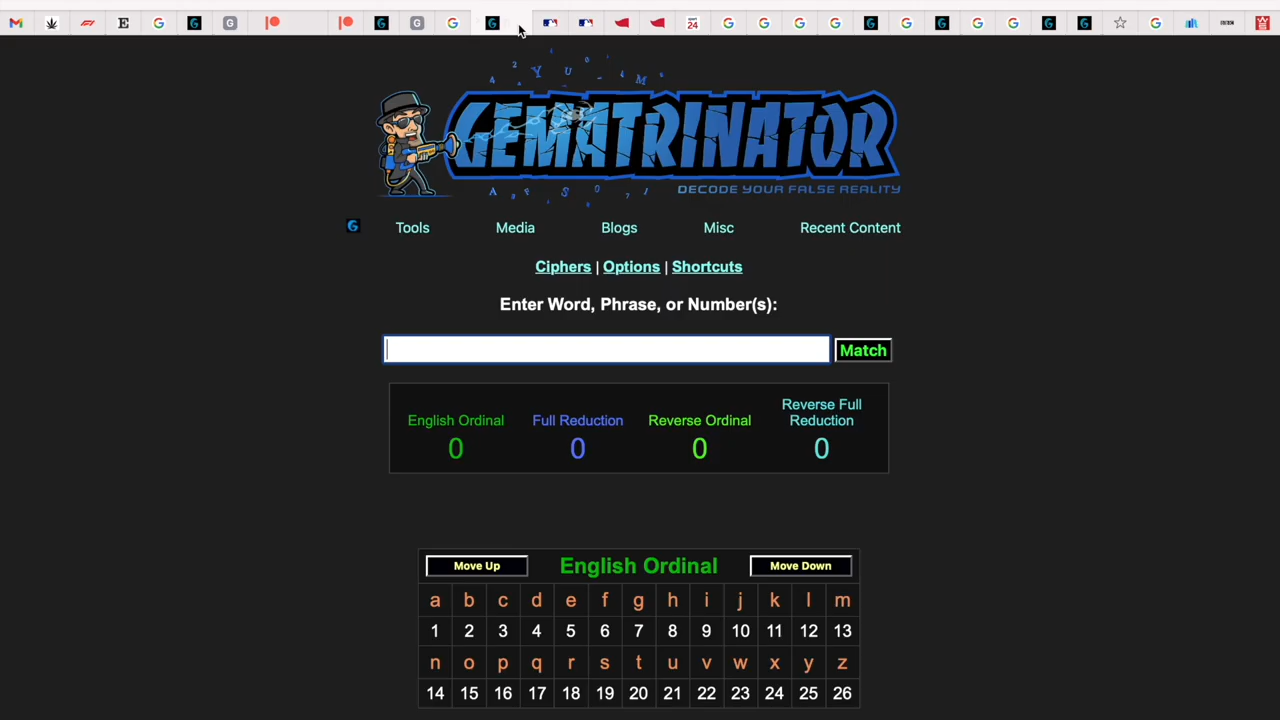 GEMATRINATOR
DECODE YOUR FALSE REALITY
Tools Media Blogs Misc Recent Content
Ciphers | Options | Shortcuts
Enter Word, Phrase, or Number(s):
Match
English Ordinal Full Reduction Reverse Ordinal Reverse Full Reduction
0 0 0 0
Move Up English Ordinal Move Down
a b c d e f g h i j k l m
1 2 3 4 5 6 7 8 9 10 11 12 13
n o p q r s t u v w x y z
14 15 16 17 18 19 20 21 22 23 24 25 26